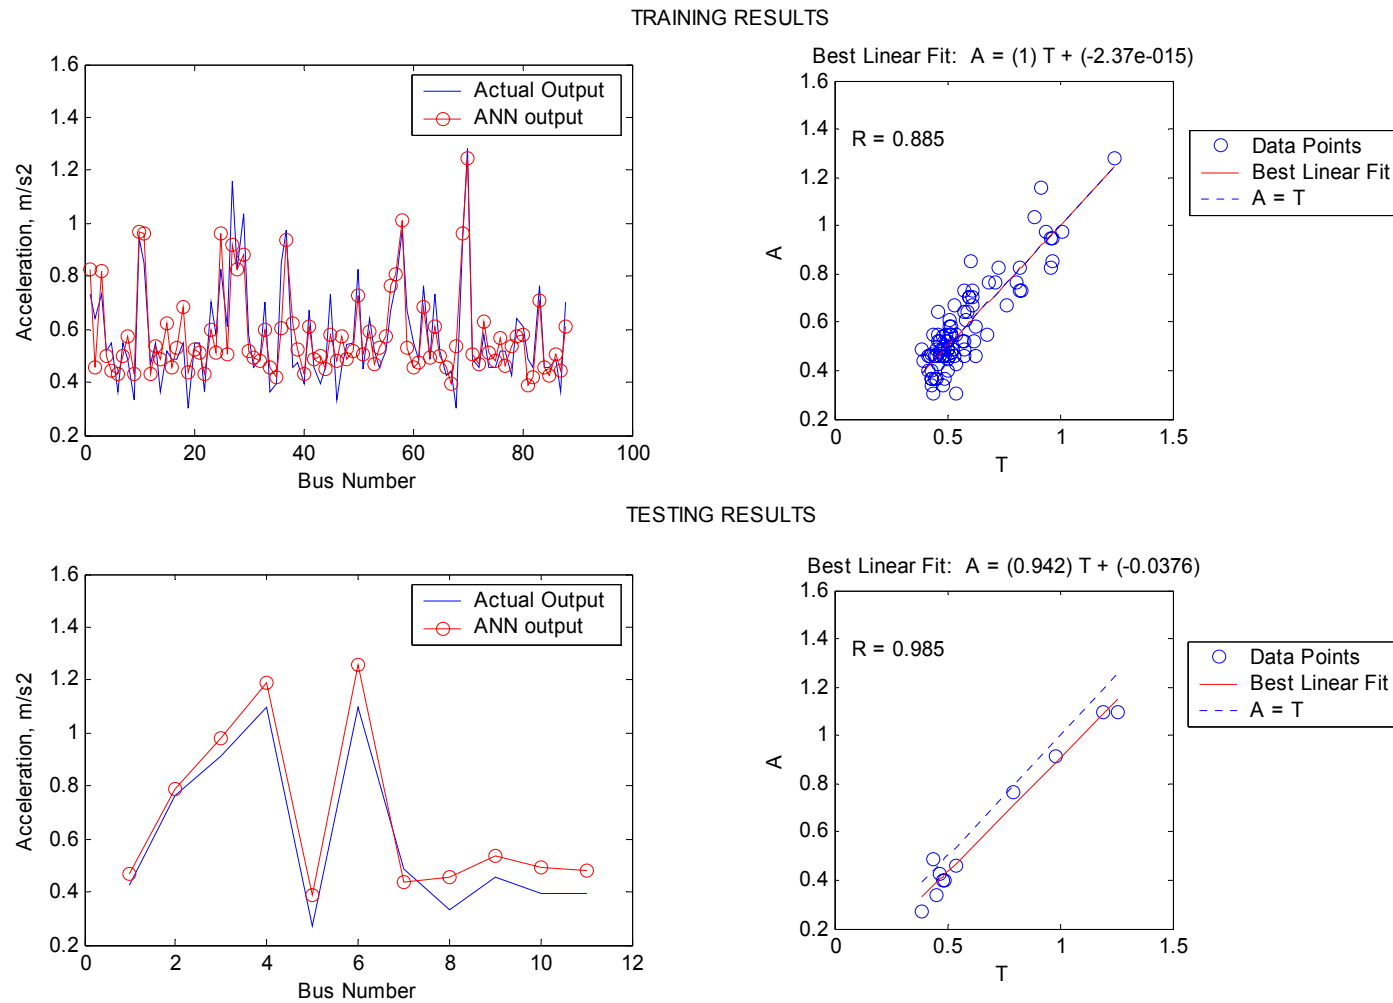 TRAINING RESULTS
1.6
1.4
1.2
1
0.8
0.6
0.4
0.2
0
20
40
60
80
100
Acceleration, m/s2
Bus Number
Actual Output
ANN output
Best Linear Fit: A = (1) T + (-2.37e-015)
1.6
1.4
1.2
1
0.8
0.6
0.4
0.2
0
0.5
1
1.5
A
T
R = 0.885
Data Points
Best Linear Fit
A = T
TESTING RESULTS
1.6
1.4
1.2
1
0.8
0.6
0.4
0.2
0
2
4
6
8
10
12
Acceleration, m/s2
Bus Number
Actual Output
ANN output
Best Linear Fit: A = (0.942) T + (-0.0376)
1.6
1.4
1.2
1
0.8
0.6
0.4
0.2
0
0.5
1
1.5
A
T
R = 0.985
Data Points
Best Linear Fit
A = T